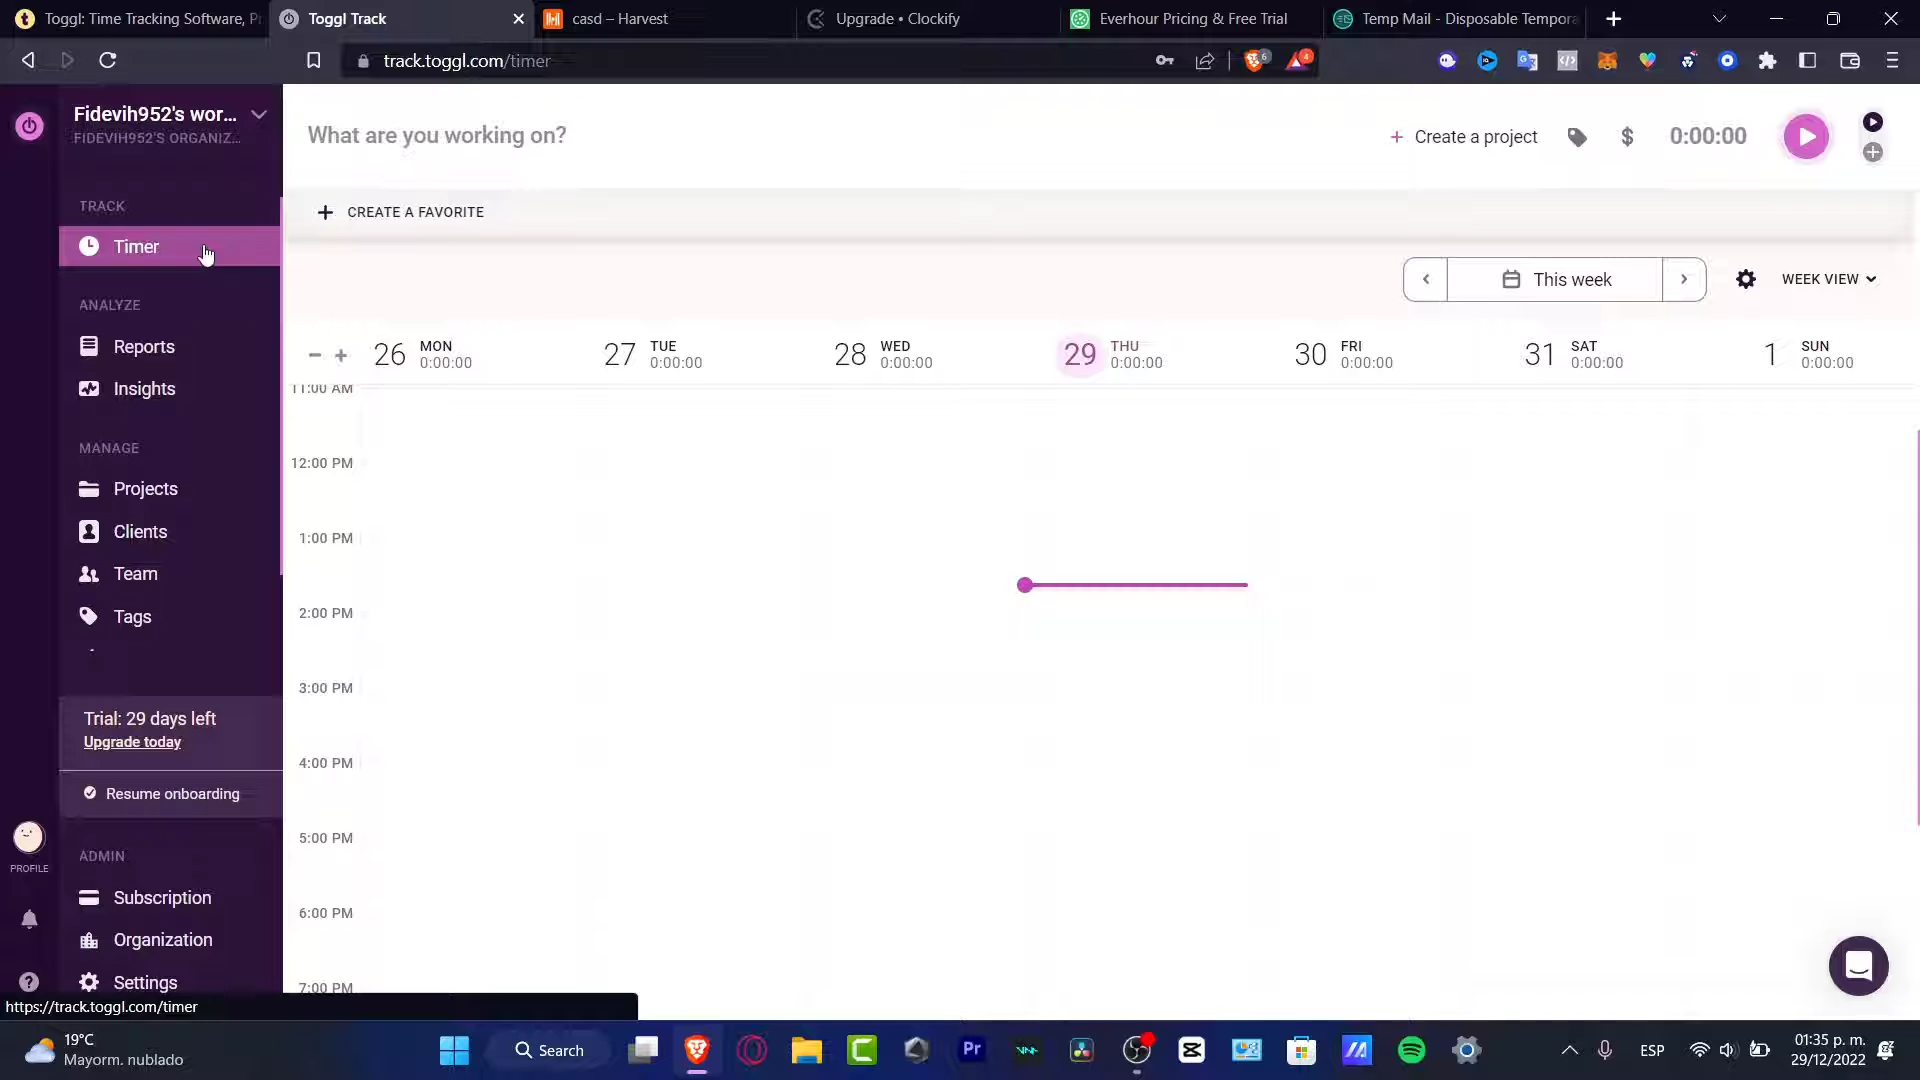 Toggl: Time Tracking Software, P
Toggl Track
casd – Harvest
Upgrade • Clockify
Everhour Pricing & Free Trial
Temp Mail - Disposable Tempora
track.toggl.com/timer
6
4
Fidevih952's wor...
FIDEVIH952'S ORGANIZ...
What are you working on?
+ Create a project
$
0:00:00
TRACK
Timer
+ CREATE A FAVORITE
This week
WEEK VIEW
ANALYZE
Reports
Insights
26 MON 0:00:00
27 TUE 0:00:00
28 WED 0:00:00
29 THU 0:00:00
30 FRI 0:00:00
31 SAT 0:00:00
1 SUN 0:00:00
11:00 AM
12:00 PM
1:00 PM
2:00 PM
3:00 PM
4:00 PM
5:00 PM
6:00 PM
7:00 PM
MANAGE
Projects
Clients
Team
Tags
Trial: 29 days left
Upgrade today
Resume onboarding
PROFILE
ADMIN
Subscription
Organization
Settings
https://track.toggl.com/timer
19°C
Mayorm. nublado
Search
Pr
ESP
01:35 p. m.
29/12/2022